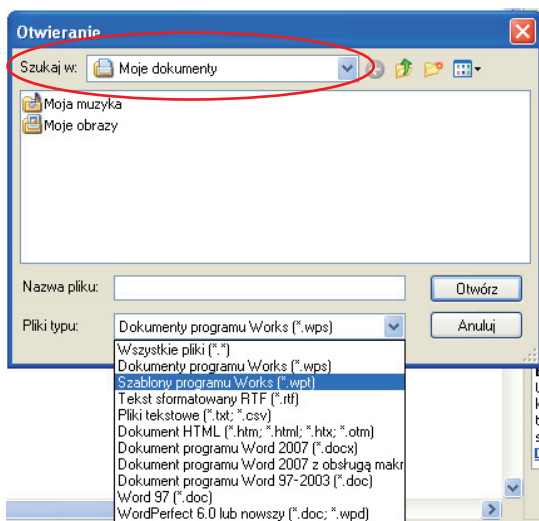 Otwieranie
Szukaj w: Moje dokumenty
Moja muzyka
Moje obrazy
Nazwa pliku: Otwórz
Pliki typu: Dokumenty programu Works (*.wps) Anuluj
Wszystkie pliki (*.*)
Dokumenty programu Works (*.wps)
Szablony programu Works (*.wpt)
Tekst sformatowany RTF (*.rtf)
Pliki tekstowe (*.txt; *.csv)
Dokument HTML (*.htm; *.html; *.htx; *.otm)
Dokument programu Word 2007 (*.docx)
Dokument programu Word 2007 z obsługą makr
Dokument programu Word 97-2003 (*.doc)
Word 97 (*.doc)
WordPerfect 6.0 lub nowszy (*.doc; *.wpd)